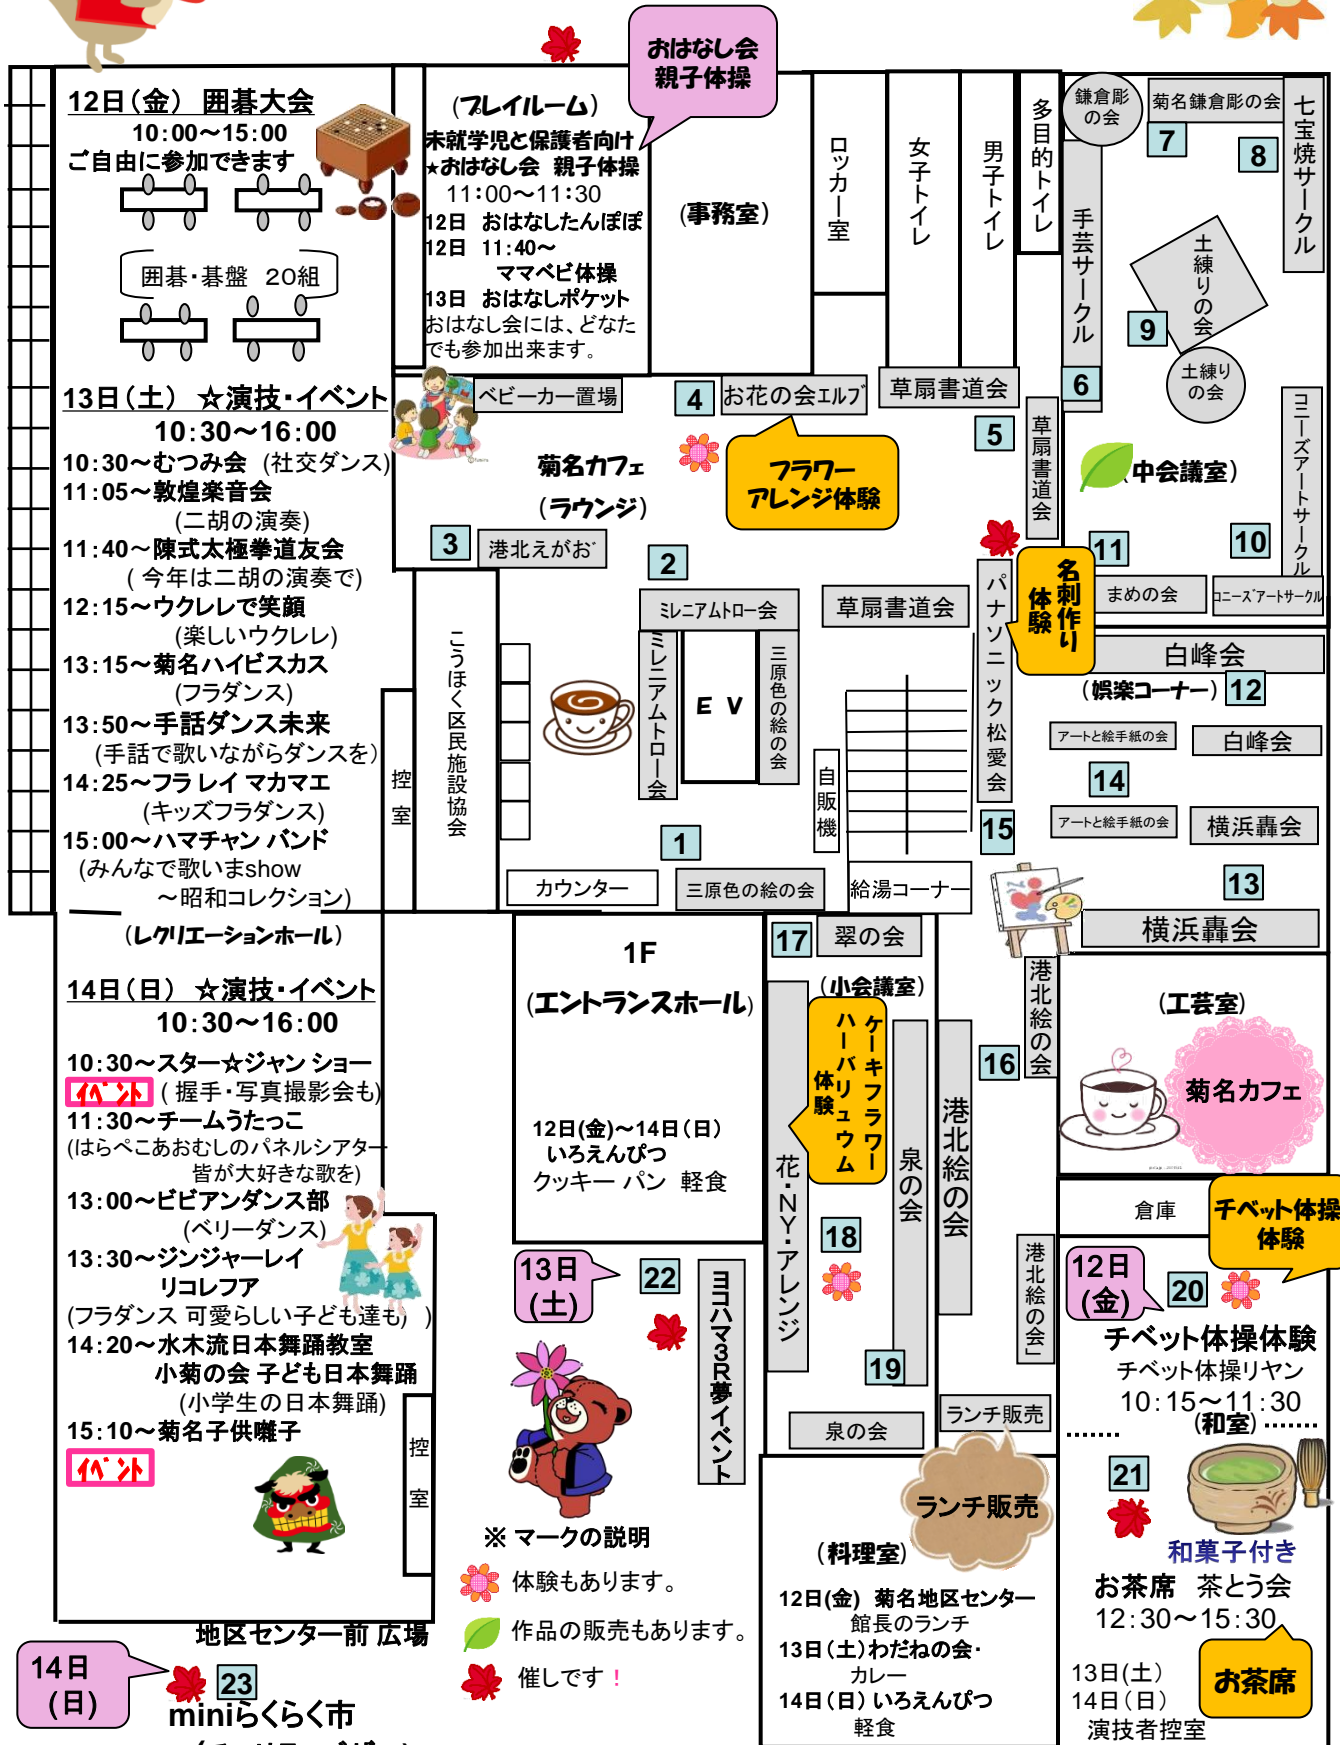 12日(金) 囲碁大会
10:00～15:00
ご自由に参加できます
囲碁・碁盤 20組
13日(土) ☆演技・イベント
10:30～16:00
10:30～むつみ会 (社交ダンス)
11:05～敦煌楽音会
(二胡の演奏)
11:40～陳式太極拳道友会
(今年は二胡の演奏で)
12:15～ウクレレで笑顔
(楽しいウクレレ)
13:15～菊名ハイビスカス
(フラダンス)
13:50～手話ダンス未来
(手話で歌いながらダンスを)
14:25～フラ レイ マカマエ
(キッズフラダンス)
15:00～ハマチャン バンド
(みんなで歌いまshow
～昭和コレクション)
(レクリエーションホール)
14日(日) ☆演技・イベント
10:30～16:00
10:30～スター☆ジャン ショー
イベント (握手・写真撮影会も)
11:30～チームうたっこ
(はらぺこあおむしのパネルシアター
皆が大好きな歌を)
13:00～ビビアンダンス部
(ベリーダンス)
13:30～ジンジャーレイ
リコレフア
(フラダンス 可愛らしい子ども達も) )
14:20～水木流日本舞踊教室
小菊の会 子ども日本舞踊
(小学生の日本舞踊)
15:10～菊名子供囃子
イベント
控室
控室
地区センター前 広場
14日
(日)
23
miniらくらく市
おはなし会
親子体操
(プレイルーム)
未就学児と保護者向け
★おはなし会 親子体操
11:00～11:30
12日 おはなしたんぽぽ
12日 11:40～
ママベビ体操
13日 おはなしポケット
おはなし会には、どなた
でも参加出来ます。
(事務室)
ロッカー室
女子トイレ
男子トイレ
多目的トイレ
ベビーカー置場
4
お花の会エルブ
草扇書道会
5
草扇書道会
フラワー
アレンジ体験
菊名カフェ
(ラウンジ)
3
港北えがお
2
ミレニアムトロー会
ミレニアムトロー会
E V
三原色の絵の会
草扇書道会
こうほく区民施設協会
自販機
パナソニック松愛会
名刺作り
体験
15
1
カウンター
三原色の絵の会
給湯コーナー
鎌倉彫
の会
菊名鎌倉彫の会
7
8
七宝焼サークル
手芸サークル
6
土練りの会
9
土練り
の会
(中会議室)
コニーズアートサークル
10
11
まめの会
コニーズアートサークル
白峰会
(娯楽コーナー)
12
アートと絵手紙の会
白峰会
14
アートと絵手紙の会
横浜轟会
13
横浜轟会
1F
(エントランスホール)
12日(金)～14日(日)
いろえんぴつ
クッキー パン 軽食
17
翠の会
(小会議室)
ケーキフラワー
ハーバリュウム
体験
花・NY・アレンジ
18
泉の会
19
泉の会
港北絵の会
16
港北絵の会
港北絵の会」
ランチ販売
(工芸室)
菊名カフェ
倉庫
チベット体操
体験
12日
(金)
20
チベット体操体験
チベット体操リヤン
10:15～11:30
(和室)
21
和菓子付き
お茶席 茶とう会
12:30～15:30
お茶席
13日(土)
14日(日)
演技者控室
13日
(土)
22
ヨコハマ3R夢イベント
※ マークの説明
体験もあります。
作品の販売もあります。
催しです！
ランチ販売
(料理室)
12日(金) 菊名地区センター
館長のランチ
13日(土)わだねの会・
カレー
14日(日) いろえんぴつ
軽食